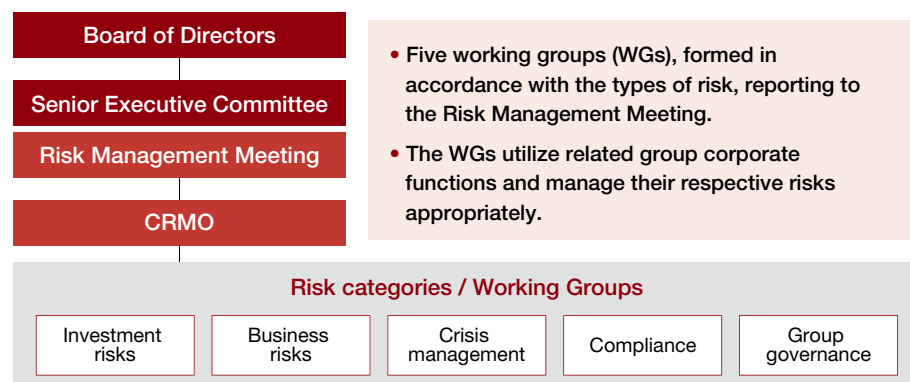 Board of Directors
Senior Executive Committee
Risk Management Meeting
CRMO
• Five working groups (WGs), formed in
accordance with the types of risk, reporting to
the Risk Management Meeting.
• The WGs utilize related group corporate
functions and manage their respective risks
appropriately.
Risk categories / Working Groups
Investment
risks
Business
risks
Crisis
management
Compliance
Group
governance